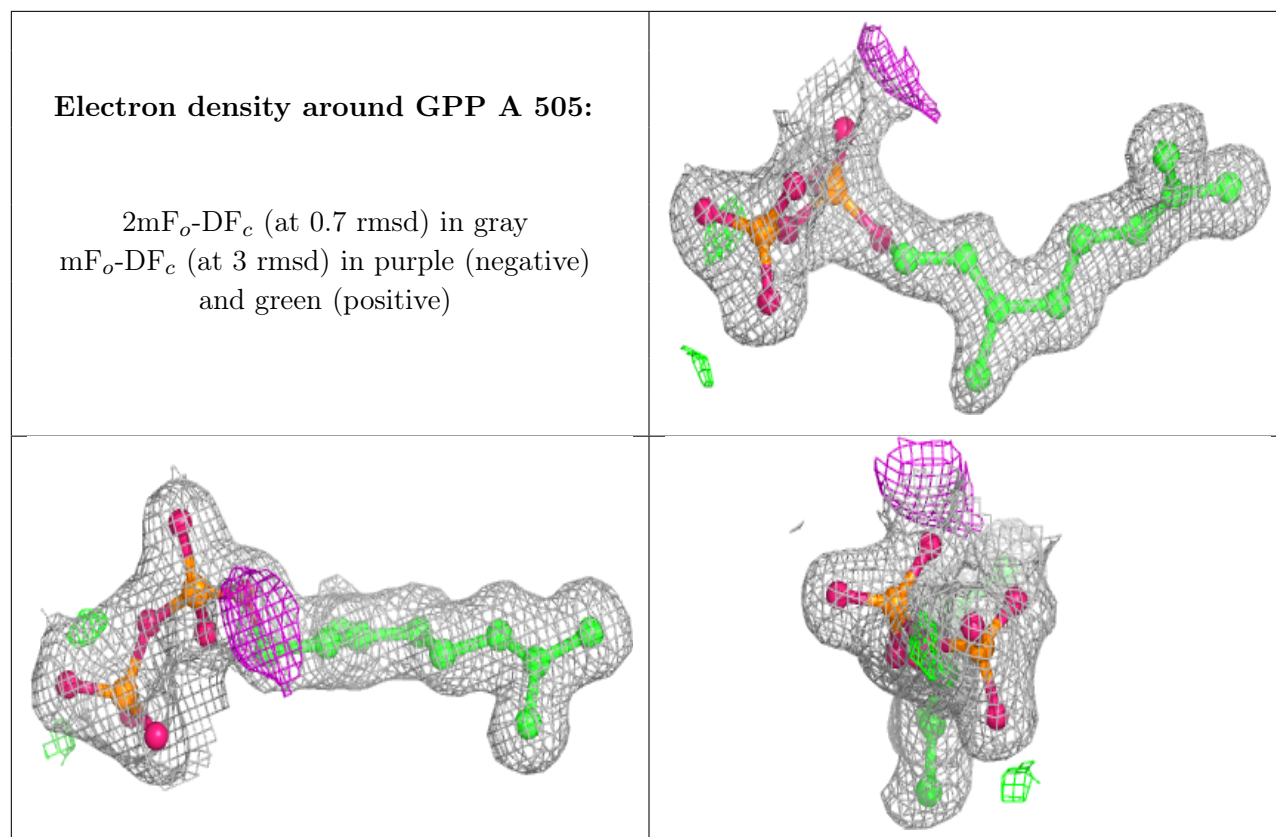 Electron density around GPP A 505:
2mFₒ-DF𝒸 (at 0.7 rmsd) in gray
mFₒ-DF𝒸 (at 3 rmsd) in purple (negative)
and green (positive)